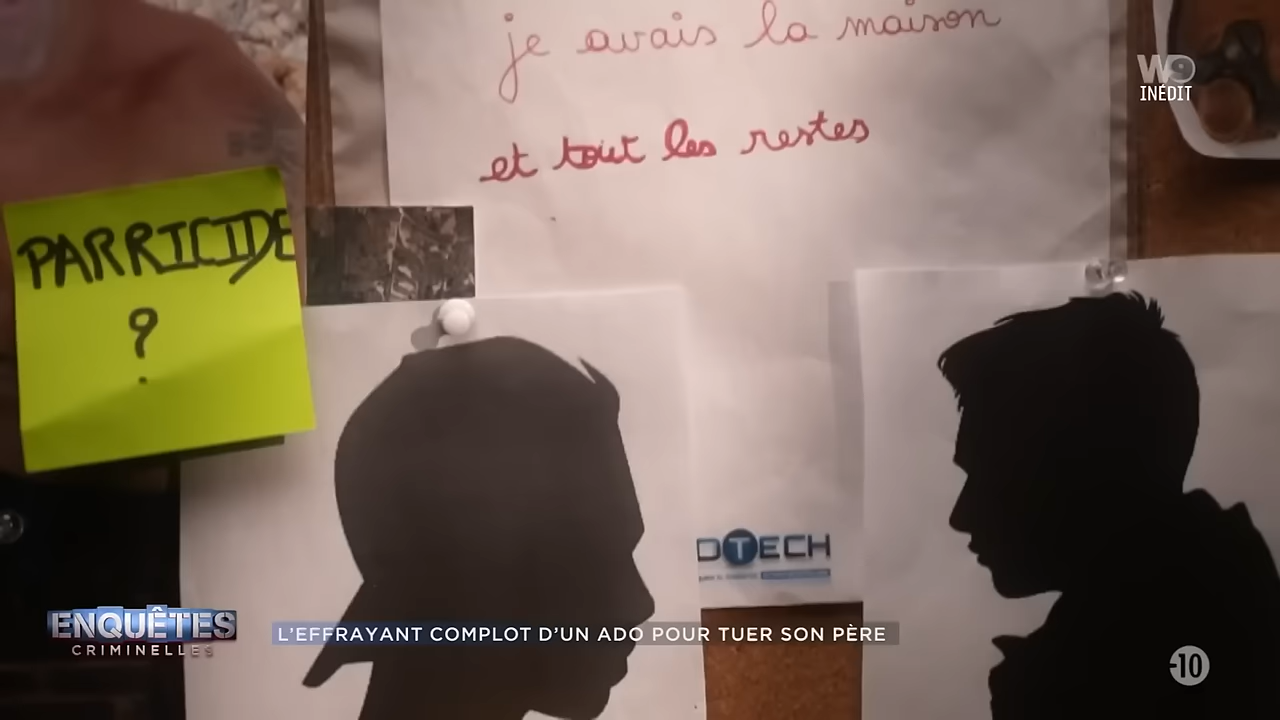 je avais la maison
et tout les restes
W9
INÉDIT
PARRICIDE
?
DTECH
ENQUÊTES
CRIMINELLES
L'EFFRAYANT COMPLOT D'UN ADO POUR TUER SON PÈRE
-10